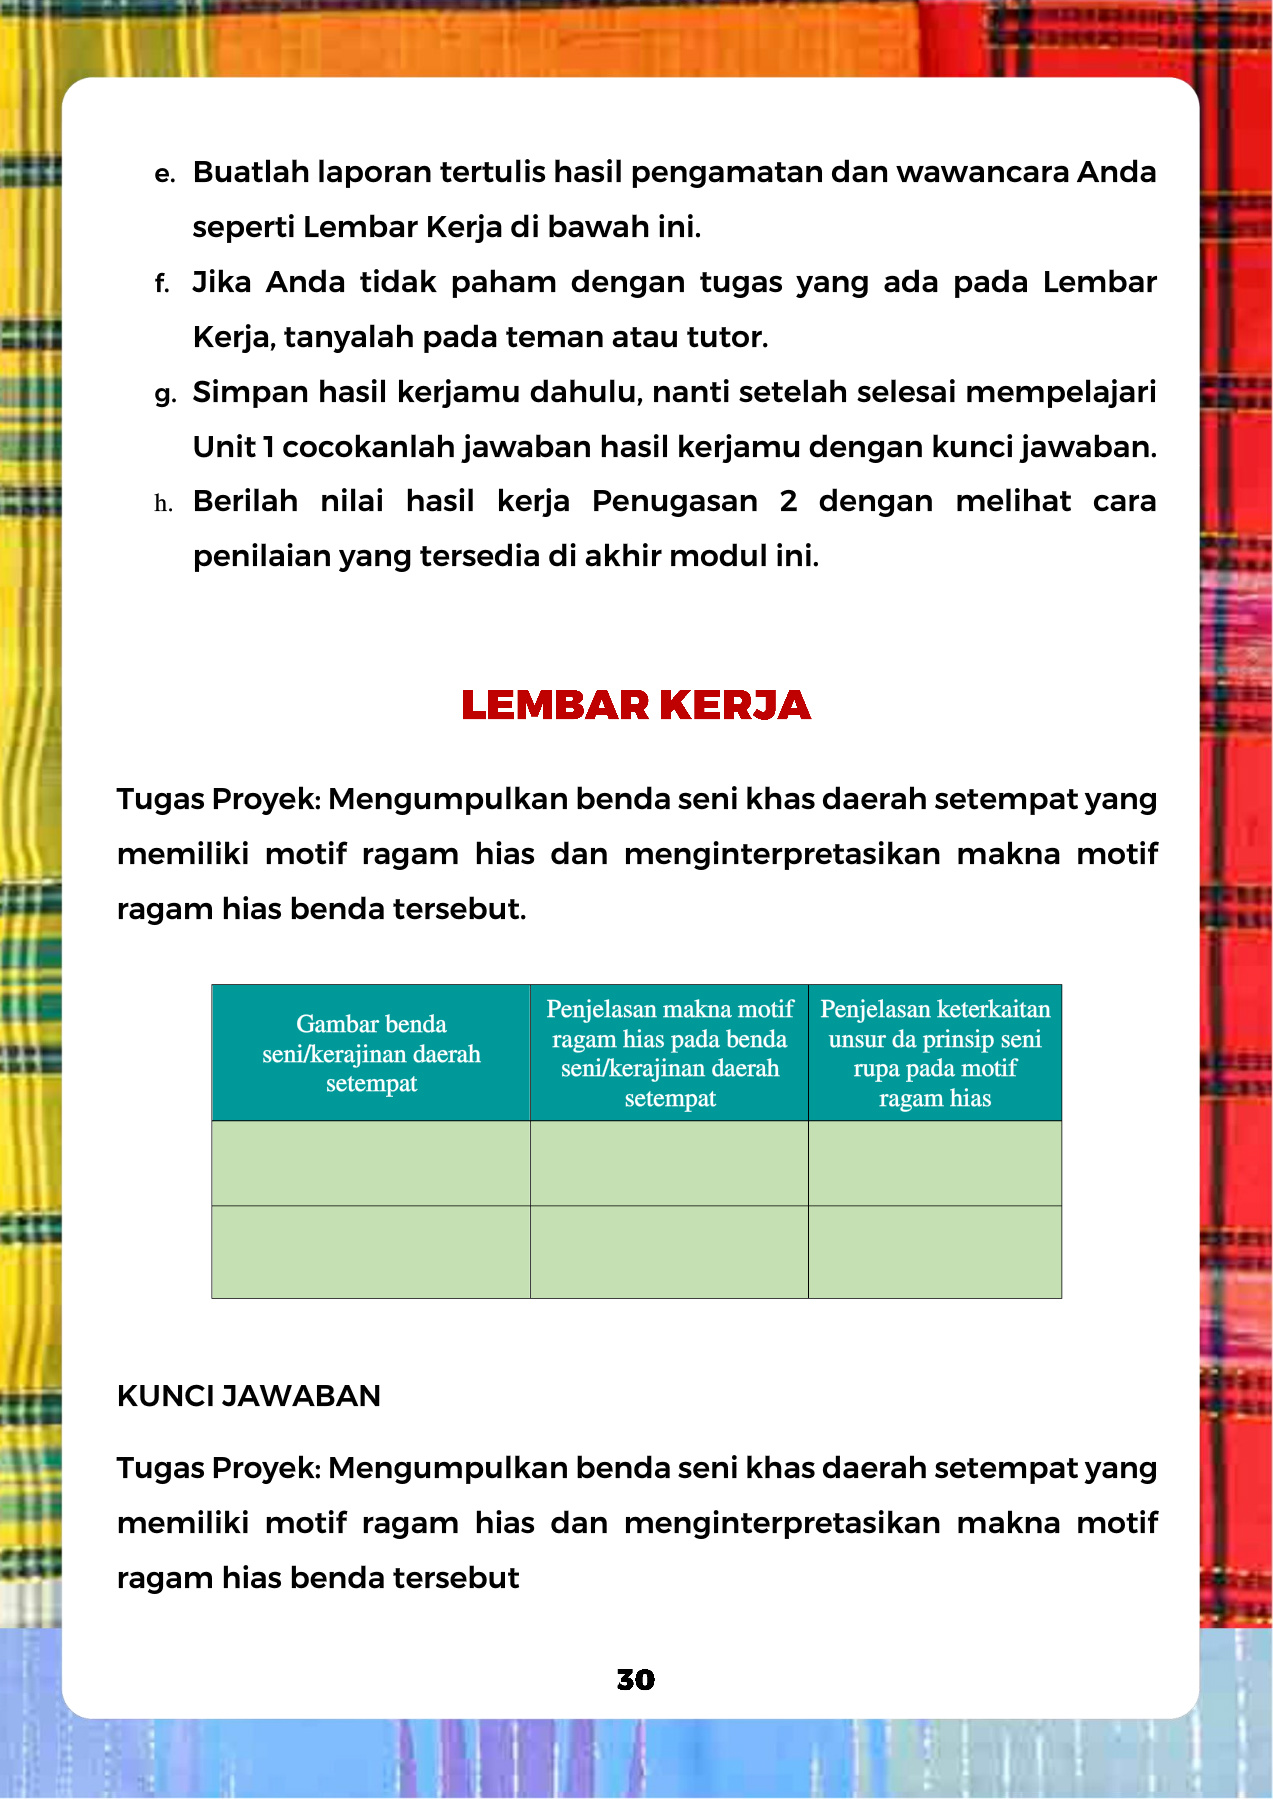 e. Buatlah laporan tertulis hasil pengamatan dan wawancara Anda
seperti Lembar Kerja di bawah ini.
f. Jika Anda tidak paham dengan tugas yang ada pada Lembar
Kerja, tanyalah pada teman atau tutor.
g. Simpan hasil kerjamu dahulu, nanti setelah selesai mempelajari
Unit 1 cocokanlah jawaban hasil kerjamu dengan kunci jawaban.
h. Berilah nilai hasil kerja Penugasan 2 dengan melihat cara
penilaian yang tersedia di akhir modul ini.
LEMBAR KERJA
Tugas Proyek: Mengumpulkan benda seni khas daerah setempat yang
memiliki motif ragam hias dan menginterpretasikan makna motif
ragam hias benda tersebut.
Gambar benda
seni/kerajinan daerah
setempat
Penjelasan makna motif
ragam hias pada benda
seni/kerajinan daerah
setempat
Penjelasan keterkaitan
unsur da prinsip seni
rupa pada motif
ragam hias
KUNCI JAWABAN
Tugas Proyek: Mengumpulkan benda seni khas daerah setempat yang
memiliki motif ragam hias dan menginterpretasikan makna motif
ragam hias benda tersebut
30